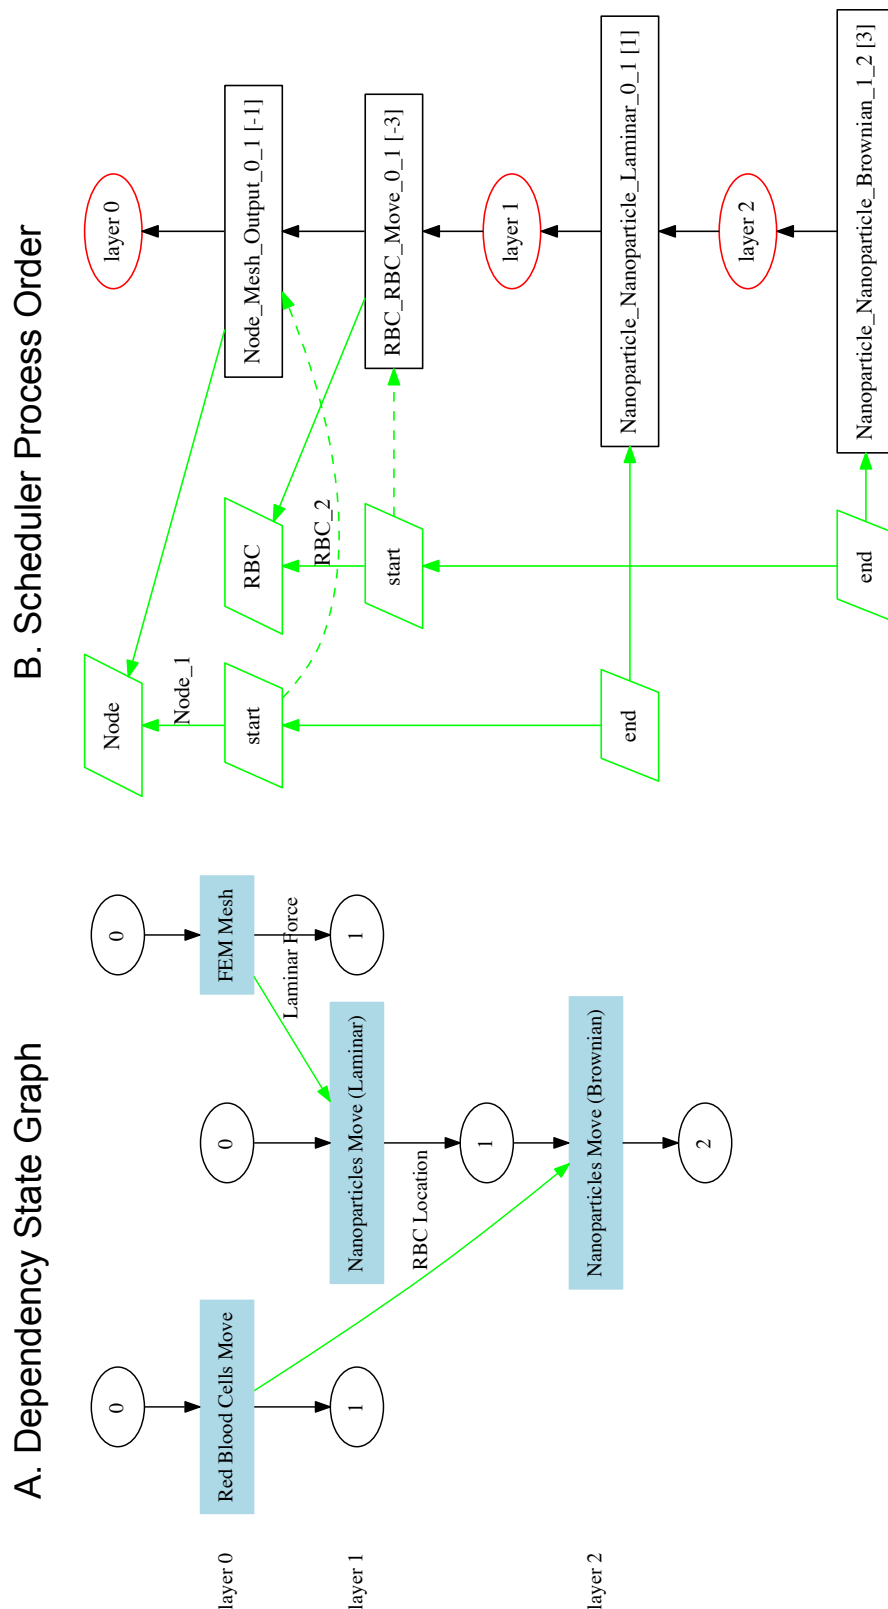 A. Dependency State Graph
layer 0
layer 1
layer 2
0
Red Blood Cells Move
1
0
FEM Mesh
Laminar Force
1
0
Nanoparticles Move (Laminar)
RBC Location
1
Nanoparticles Move (Brownian)
2
B. Scheduler Process Order
Node
Node_1
start
end
RBC
RBC_2
start
end
layer 0
Node_Mesh_Output_0_1 [-1]
RBC_RBC_Move_0_1 [-3]
layer 1
Nanoparticle_Nanoparticle_Laminar_0_1 [1]
layer 2
Nanoparticle_Nanoparticle_Brownian_1_2 [3]